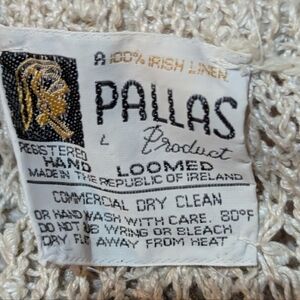 A 100% IRISH LINEN
PALLAS
L Product
REGISTERED
HAND LOOMED
MADE IN THE REPUBLIC OF IRELAND
COMMERCIAL DRY CLEAN
OR HAND WASH WITH CARE. 80°F
DO NOT RUB WRING OR BLEACH
DRY FLAT AWAY FROM HEAT